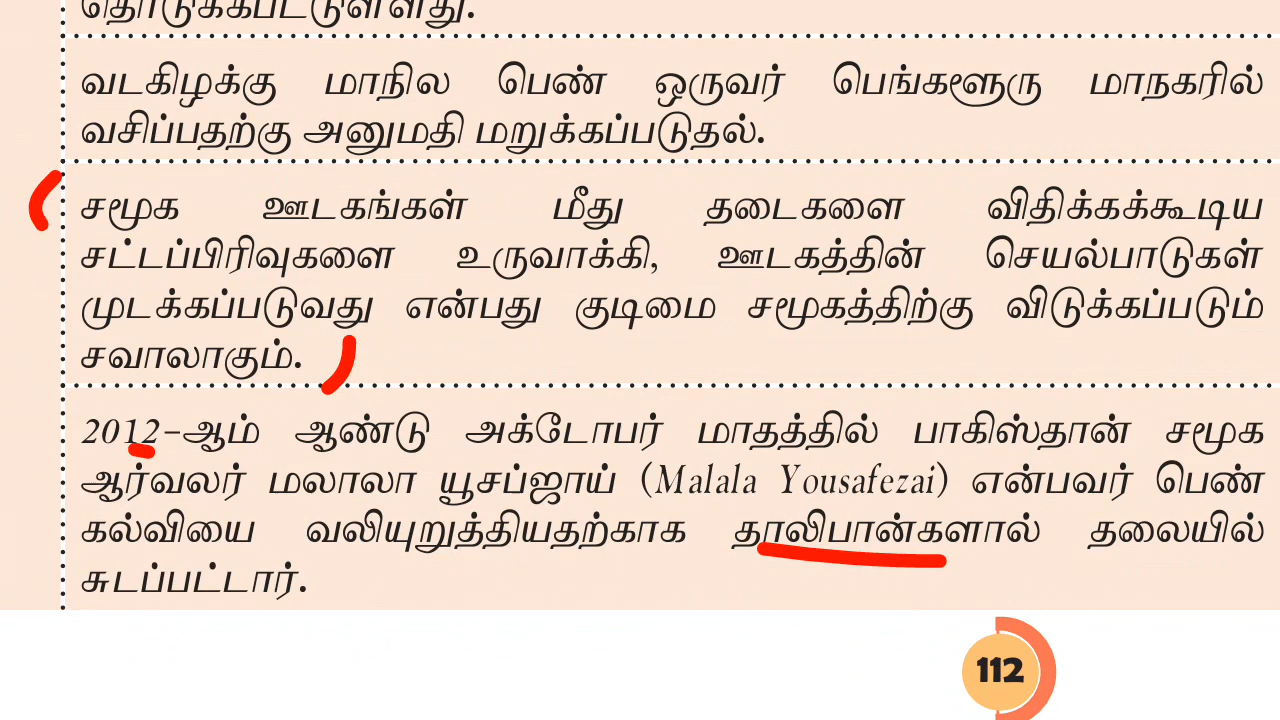 தொடுக்கப்பட்டுள்ளது.
வடகிழக்கு மாநில பெண் ஒருவர் பெங்களூரு மாநகரில்
வசிப்பதற்கு அனுமதி மறுக்கப்படுதல்.
சமூக ஊடகங்கள் மீது தடைகளை விதிக்கக்கூடிய
சட்டப்பிரிவுகளை உருவாக்கி, ஊடகத்தின் செயல்பாடுகள்
முடக்கப்படுவது என்பது குடிமை சமூகத்திற்கு விடுக்கப்படும்
சவாலாகும்.
2012-ஆம் ஆண்டு அக்டோபர் மாதத்தில் பாகிஸ்தான் சமூக
ஆர்வலர் மலாலா யூசப்ஜாய் (Malala Yousafezai) என்பவர் பெண்
கல்வியை வலியுறுத்தியதற்காக தாலிபான்களால் தலையில்
சுடப்பட்டார்.
112